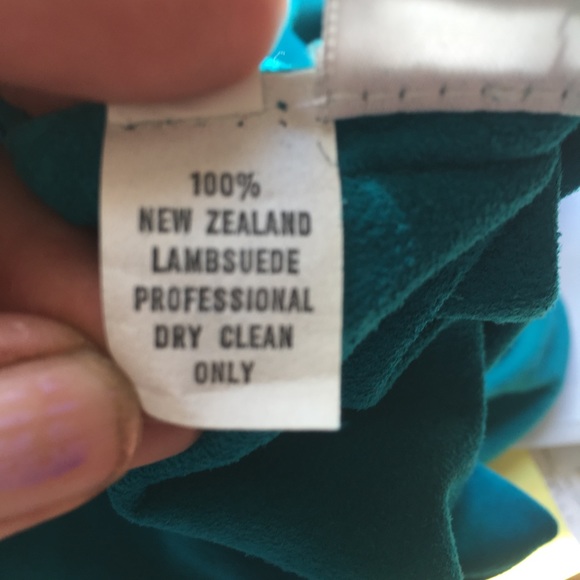 100%
NEW ZEALAND
LAMBSUEDE
PROFESSIONAL
DRY CLEAN
ONLY